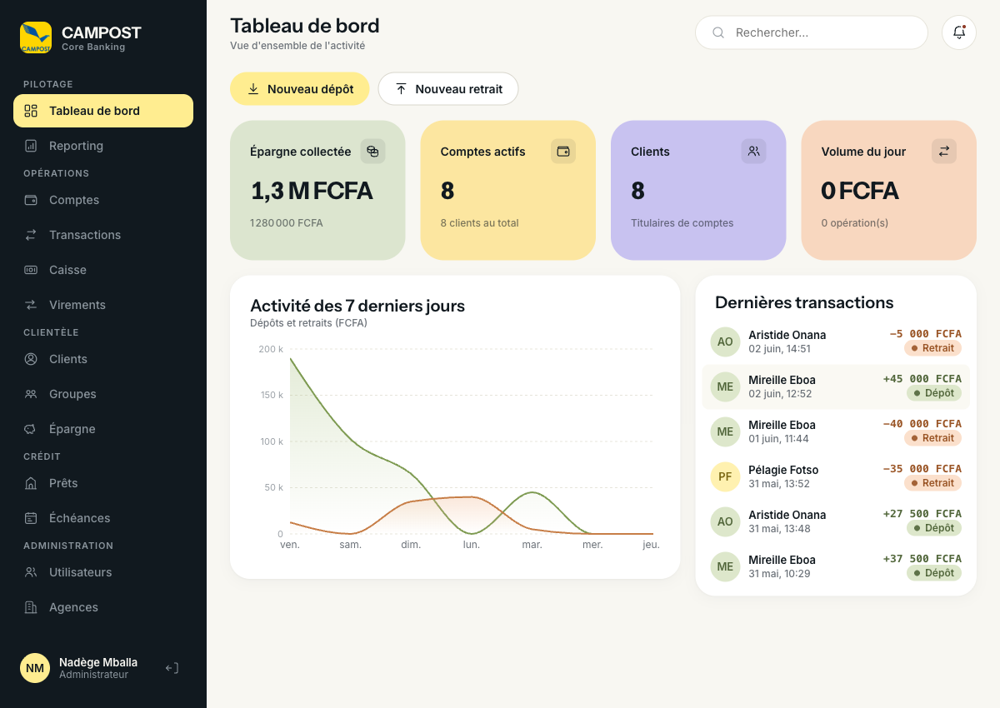 CAMPOST
CAMPOST
Core Banking
PILOTAGE
Tableau de bord
Reporting
OPÉRATIONS
Comptes
Transactions
Caisse
Virements
CLIENTÈLE
Clients
Groupes
Épargne
CRÉDIT
Prêts
Échéances
ADMINISTRATION
Utilisateurs
Agences
NM
Nadège Mballa
Administrateur
Tableau de bord
Vue d'ensemble de l'activité
Rechercher...
Nouveau dépôt
Nouveau retrait
Épargne collectée
1,3 M FCFA
1 280 000 FCFA
Comptes actifs
8
8 clients au total
Clients
8
Titulaires de comptes
Volume du jour
0 FCFA
0 opération(s)
Activité des 7 derniers jours
Dépôts et retraits (FCFA)
200 k
150 k
100 k
50 k
0
ven. sam. dim. lun. mar. mer. jeu.
Dernières transactions
AO Aristide Onana −5 000 FCFA
02 juin, 14:51 Retrait
ME Mireille Eboa +45 000 FCFA
02 juin, 12:52 Dépôt
ME Mireille Eboa −40 000 FCFA
01 juin, 11:44 Retrait
PF Pélagie Fotso −35 000 FCFA
31 mai, 13:52 Retrait
AO Aristide Onana +27 500 FCFA
31 mai, 13:48 Dépôt
ME Mireille Eboa +37 500 FCFA
31 mai, 10:29 Dépôt